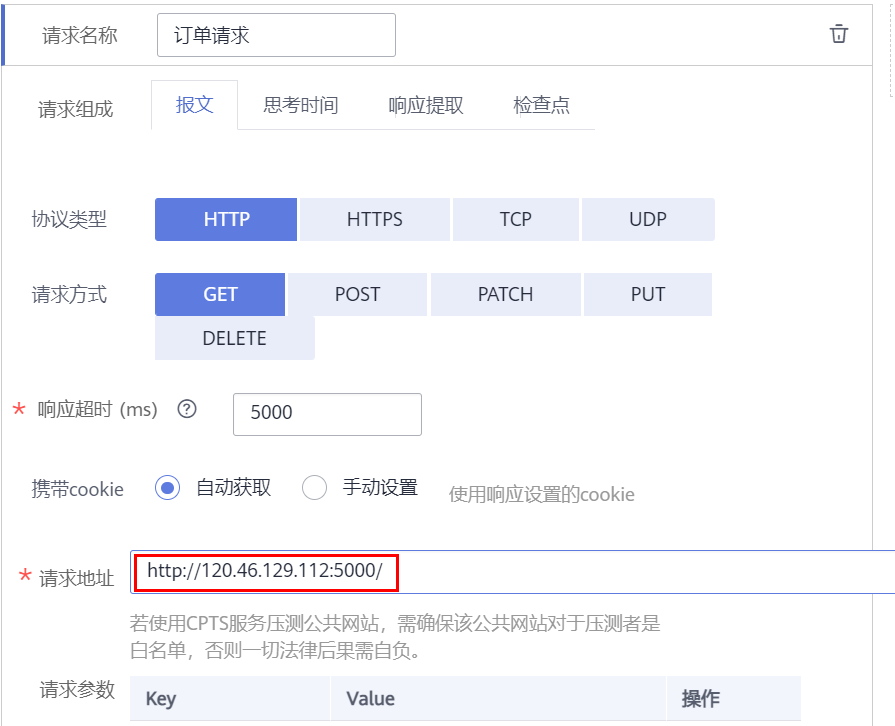 请求名称 订单请求
请求组成 报文 思考时间 响应提取 检查点
协议类型 HTTP HTTPS TCP UDP
请求方式 GET POST PATCH PUT
DELETE
* 响应超时 (ms) ? 5000
携带cookie 自动获取 手动设置 使用响应设置的cookie
* 请求地址 http://120.46.129.112:5000/
若使用CPTS服务压测公共网站，需确保该公共网站对于压测者是
白名单，否则一切法律后果需自负。
请求参数 Key Value 操作